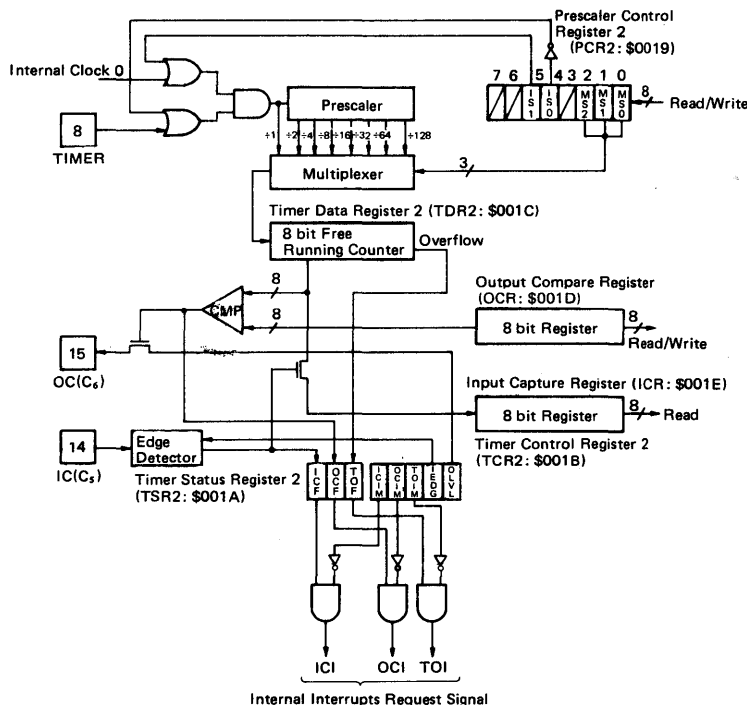 Prescaler Control
Register 2
(PCR2: $0019)
Internal Clock 0
7 6 5 4 3 2 1 0
IS1
IS0
MS2
MS1
MS0
8
Read/Write
8
TIMER
Prescaler
÷1 ÷2 ÷4 ÷8 ÷16 ÷32 ÷64 ÷128
Multiplexer
3
Timer Data Register 2 (TDR2: $001C)
8 bit Free
Running Counter
Overflow
8
CMP
8
Output Compare Register
(OCR: $001D)
8 bit Register
8
Read/Write
15
OC(C6)
Input Capture Register (ICR: $001E)
8 bit Register
8
Read
14
IC(C5)
Edge
Detector
Timer Control Register 2
(TCR2: $001B)
Timer Status Register 2
(TSR2: $001A)
ICF
OCF
TOF
ICIM
OCIM
TOIM
IEDG
OLVL
ICI OCI TOI
Internal Interrupts Request Signal